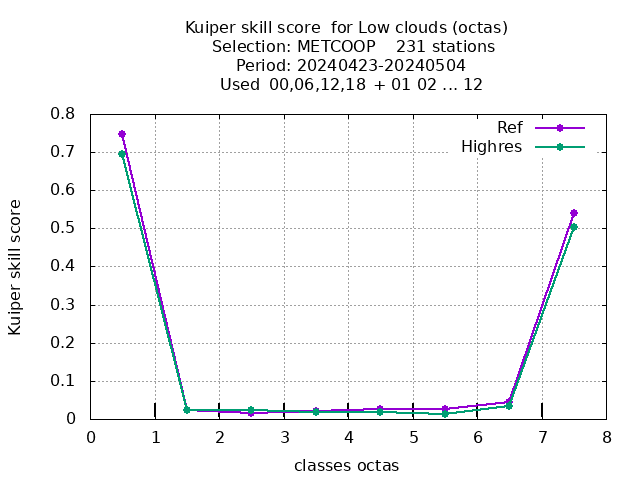 Kuiper skill score for Low clouds (octas)
Selection: METCOOP 231 stations
Period: 20240423-20240504
Used 00,06,12,18 + 01 02 ... 12
Ref
Highres
0.8
0.7
0.6
0.5
0.4
0.3
0.2
0.1
0
Kuiper skill score
0 1 2 3 4 5 6 7 8
classes octas